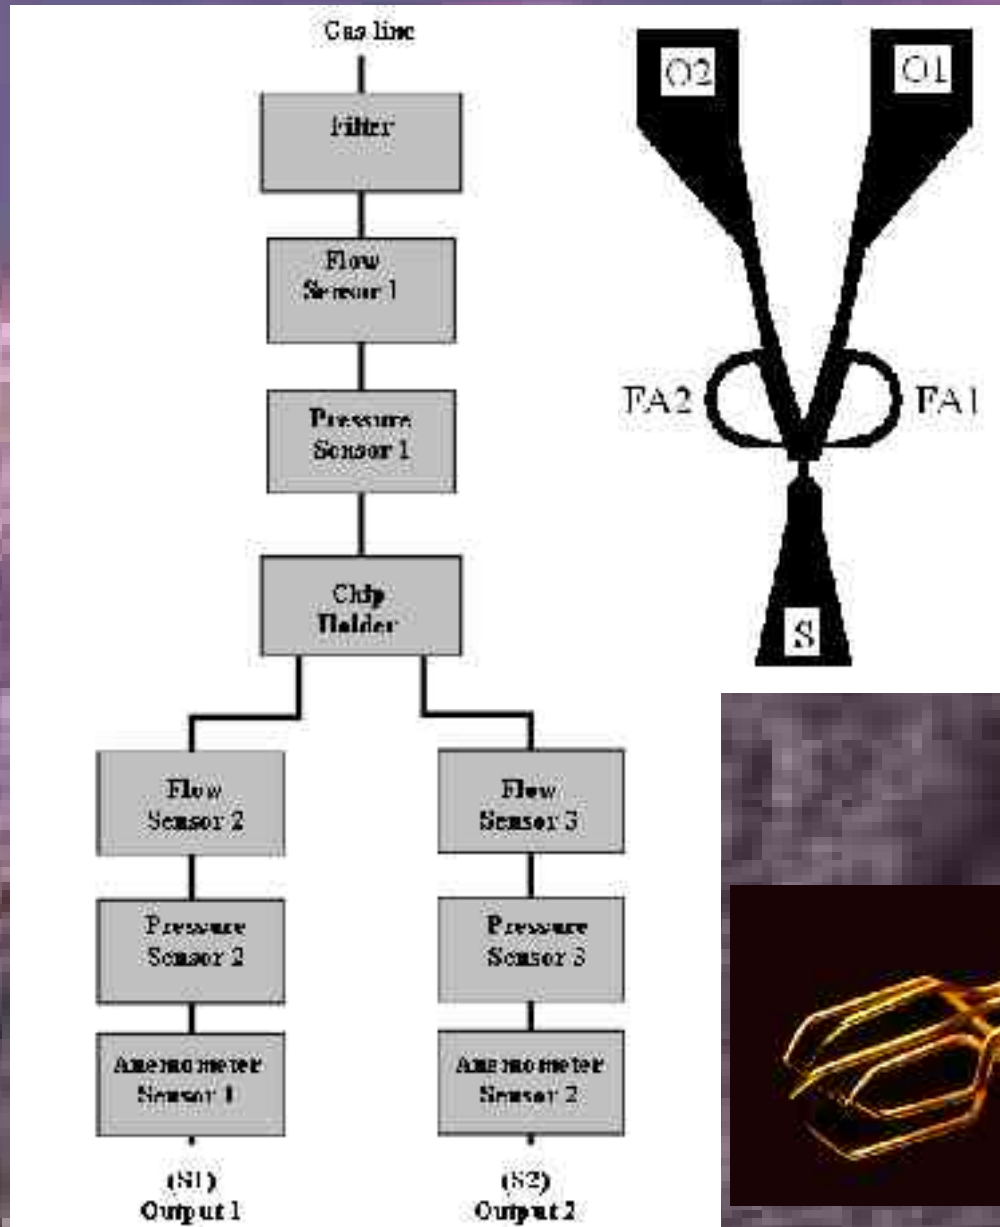 Gas line
Filter
Flow
Sensor 1
Pressure
Sensor 1
Chip
Holder
Flow
Sensor 2
Pressure
Sensor 2
Anemometer
Sensor 1
(S1)
Output 1
Flow
Sensor 3
Pressure
Sensor 3
Anemometer
Sensor 2
(S2)
Output 2
O2
O1
FA2
FA1
S